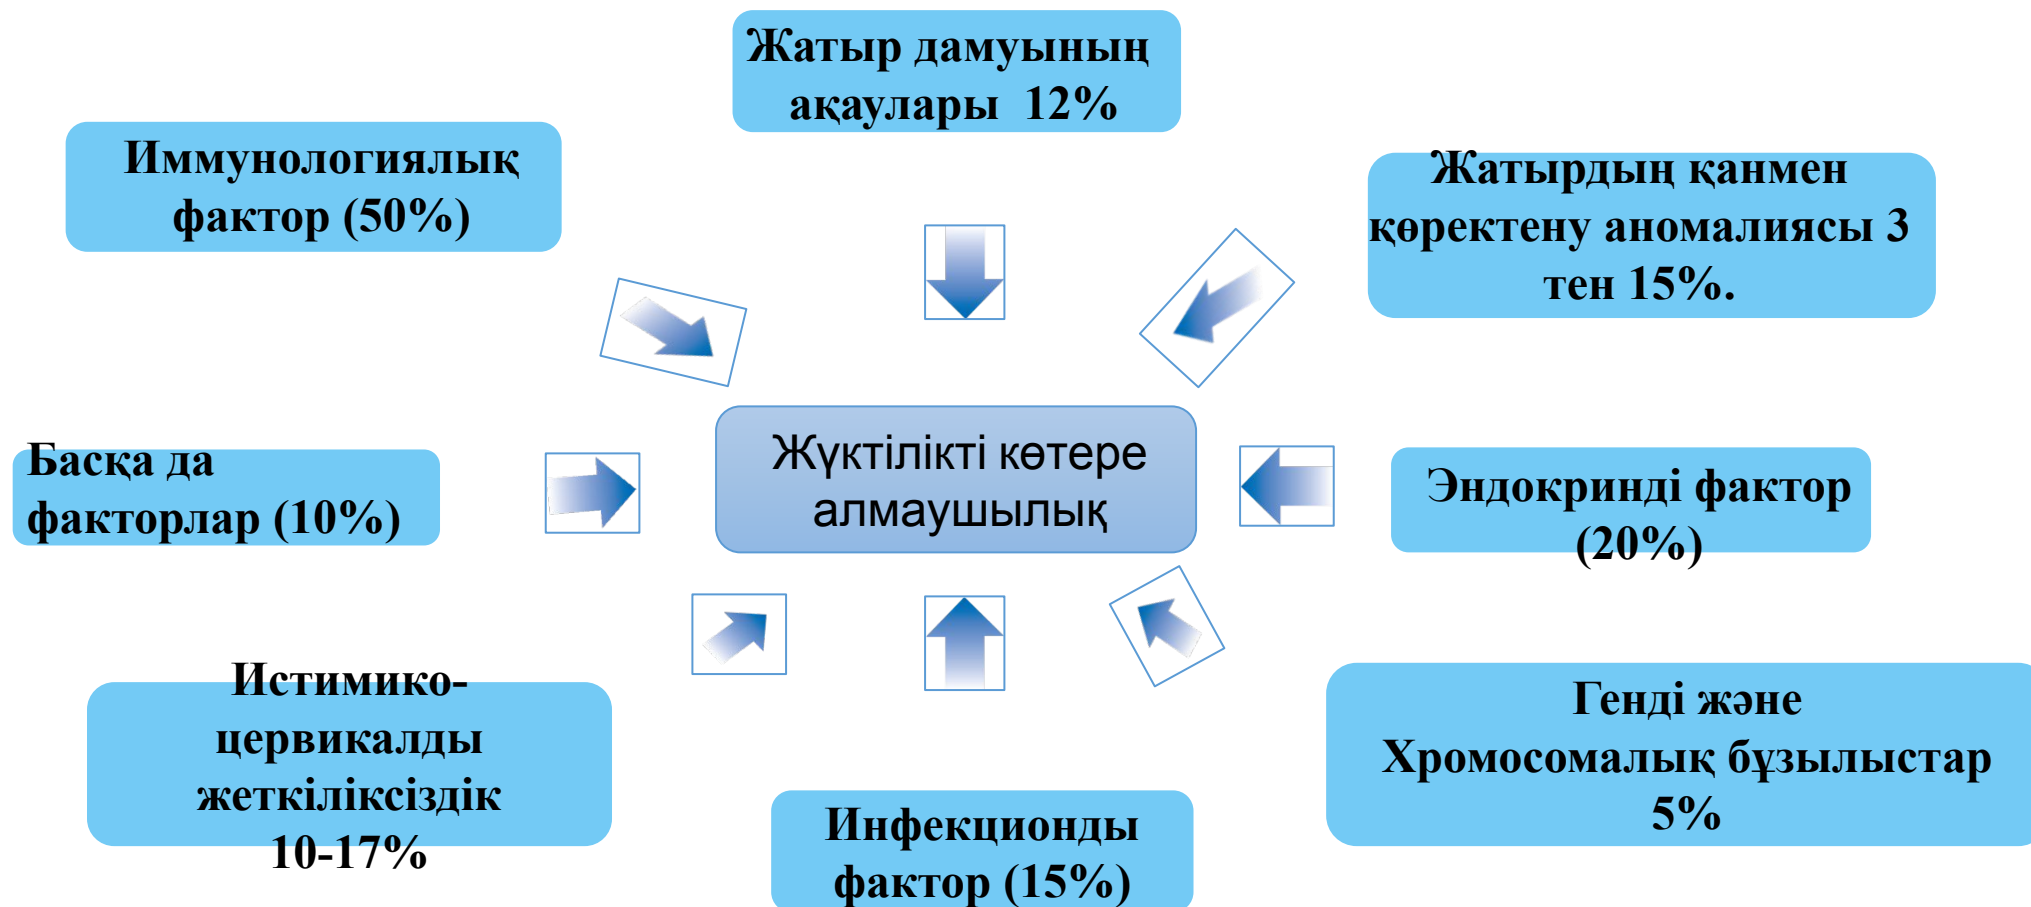 Жатыр дамуының
ақаулары 12%
Иммунологиялық
фактор (50%)
Жатырдың қанмен
қөректену аномалиясы 3
тен 15%.
Басқа да
факторлар (10%)
Жүктілікті көтере
алмаушылық
Эндокринді фактор
(20%)
Истимико-
цервикалды
жеткіліксіздік
10-17%
Инфекционды
фактор (15%)
Генді және
Хромосомалық бұзылыстар
5%